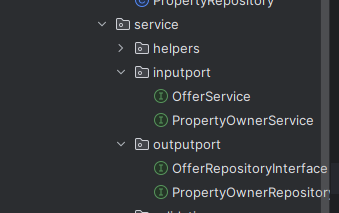 PropertyRepository
service
helpers
inputport
OfferService
PropertyOwnerService
outputport
OfferRepositoryInterface
PropertyOwnerRepository